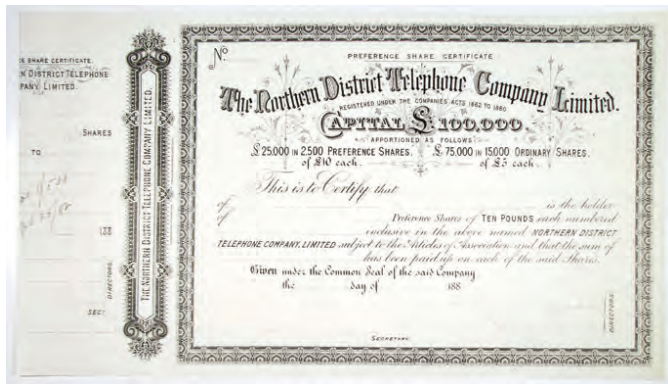 E SHARE CERTIFICATE.
N DISTRICT TELEPHONE
PANY, LIMITED.
SHARES
TO
188
DIRECTORS.
SEC.
THE NORTHERN DISTRICT TELEPHONE COMPANY LIMITED.
No.
PREFERENCE SHARE CERTIFICATE
The Northern District Telephone Company Limited.
REGISTERED UNDER THE COMPANIES ACTS 1862 TO 1880.
CAPITAL £100,000.
APPORTIONED AS FOLLOWS
£25,000 IN 2,500 PREFERENCE SHARES. £75,000 IN 15000 ORDINARY SHARES.
of £10 each. of £5 each.
This is to Certify that
of is the holder
of Preference Shares of TEN POUNDS each numbered
inclusive in the above named NORTHERN DISTRICT
TELEPHONE COMPANY, LIMITED subject to the Articles of Association and that the sum of
has been paid up on each of the said Shares.
Given under the Common Seal of the said Company
the day of 188
DIRECTORS.
SECRETARY.